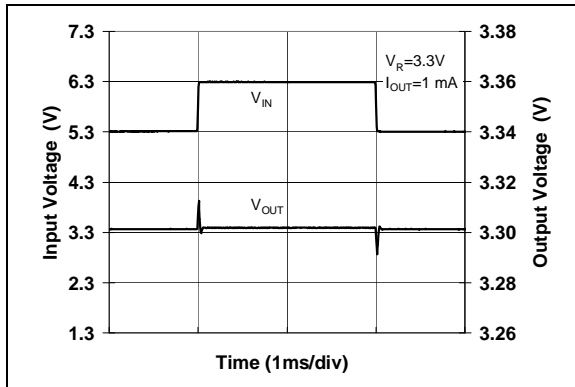 7.3
6.3
5.3
4.3
3.3
2.3
1.3
Input Voltage (V)
V_R=3.3V
I_OUT=1 mA
V_IN
V_OUT
3.38
3.36
3.34
3.32
3.30
3.28
3.26
Output Voltage (V)
Time (1ms/div)